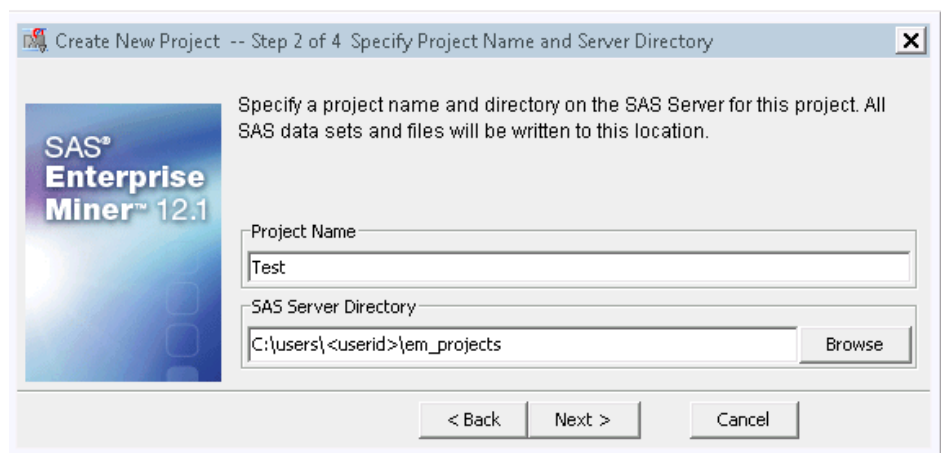 Create New Project -- Step 2 of 4 Specify Project Name and Server Directory
Specify a project name and directory on the SAS Server for this project. All
SAS data sets and files will be written to this location.
SAS®
Enterprise
Miner™ 12.1
Project Name
Test
SAS Server Directory
C:\users\<userid>\em_projects
Browse
< Back
Next >
Cancel